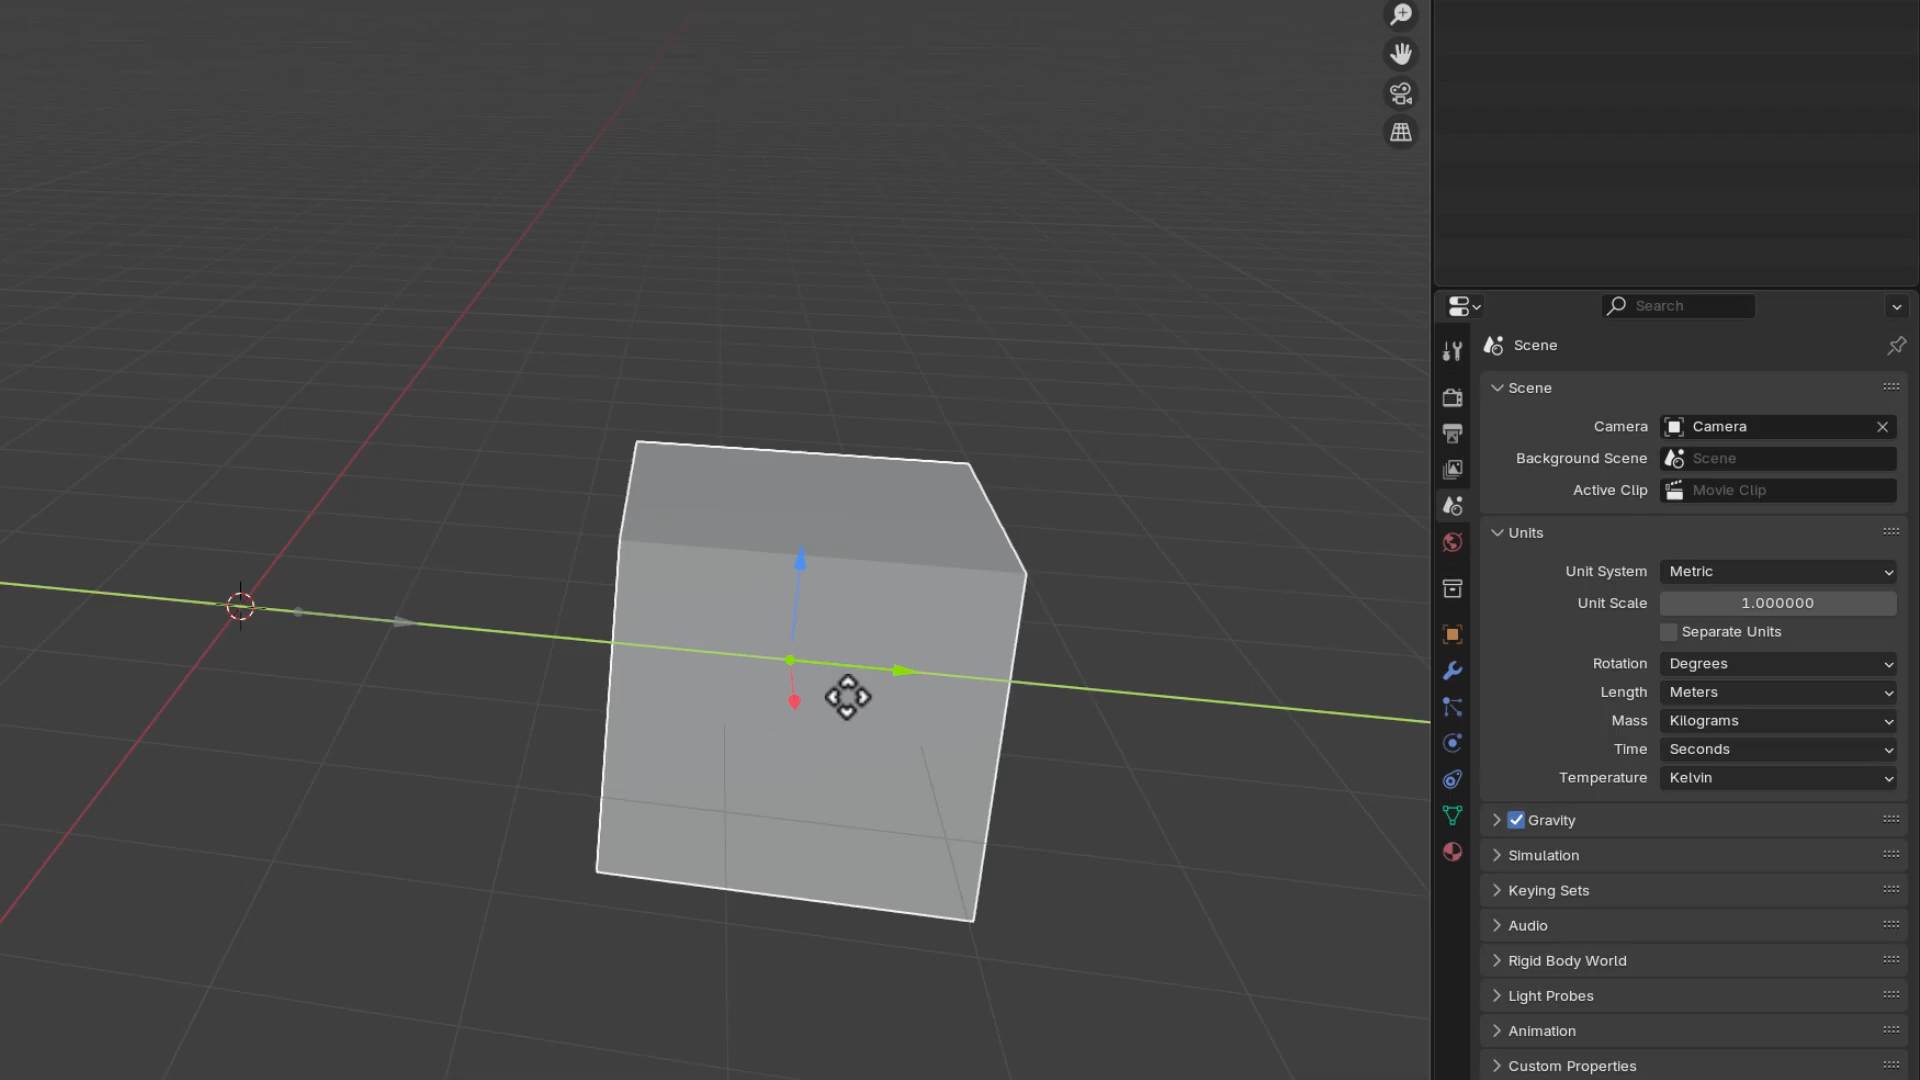 Search
Scene
Scene
Camera Camera
Background Scene Scene
Active Clip Movie Clip
Units
Unit System Metric
Unit Scale 1.000000
Separate Units
Rotation Degrees
Length Meters
Mass Kilograms
Time Seconds
Temperature Kelvin
Gravity
Simulation
Keying Sets
Audio
Rigid Body World
Light Probes
Animation
Custom Properties